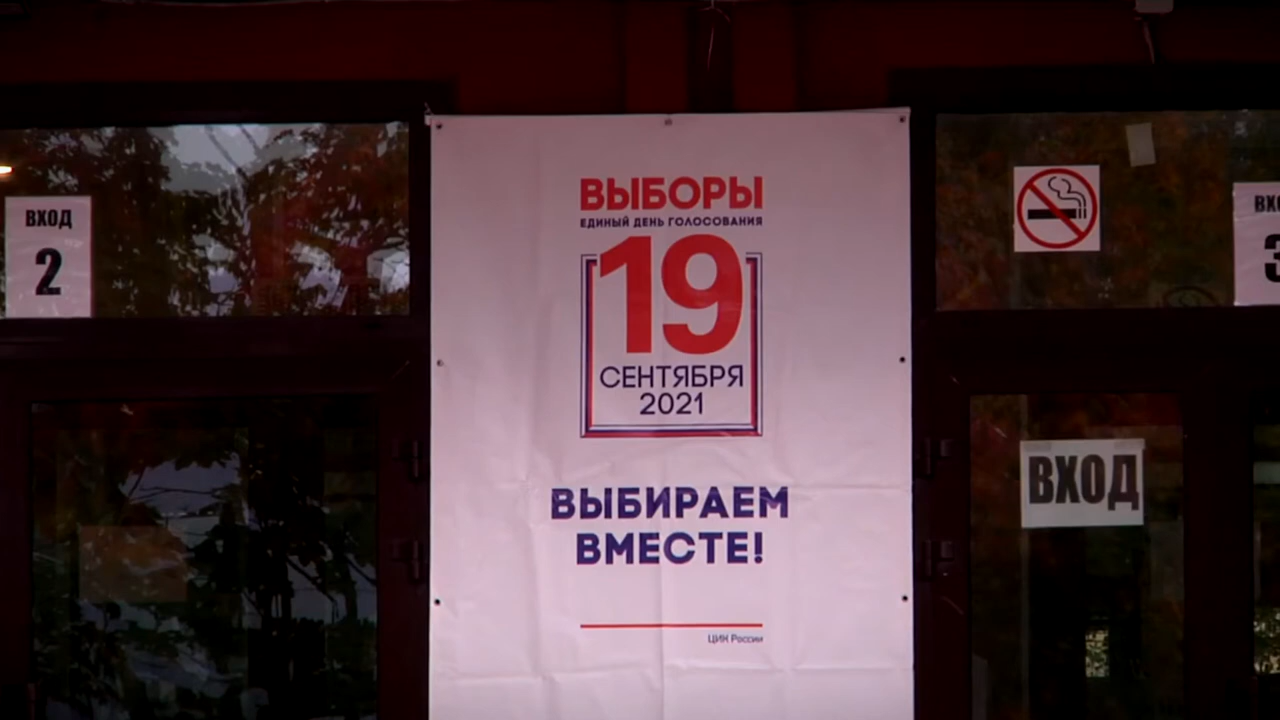 ВЫБОРЫ
ЕДИНЫЙ ДЕНЬ ГОЛОСОВАНИЯ
19
СЕНТЯБРЯ
2021
ВЫБИРАЕМ
ВМЕСТЕ!
ЦИК России
ВХОД
2
ВХОД